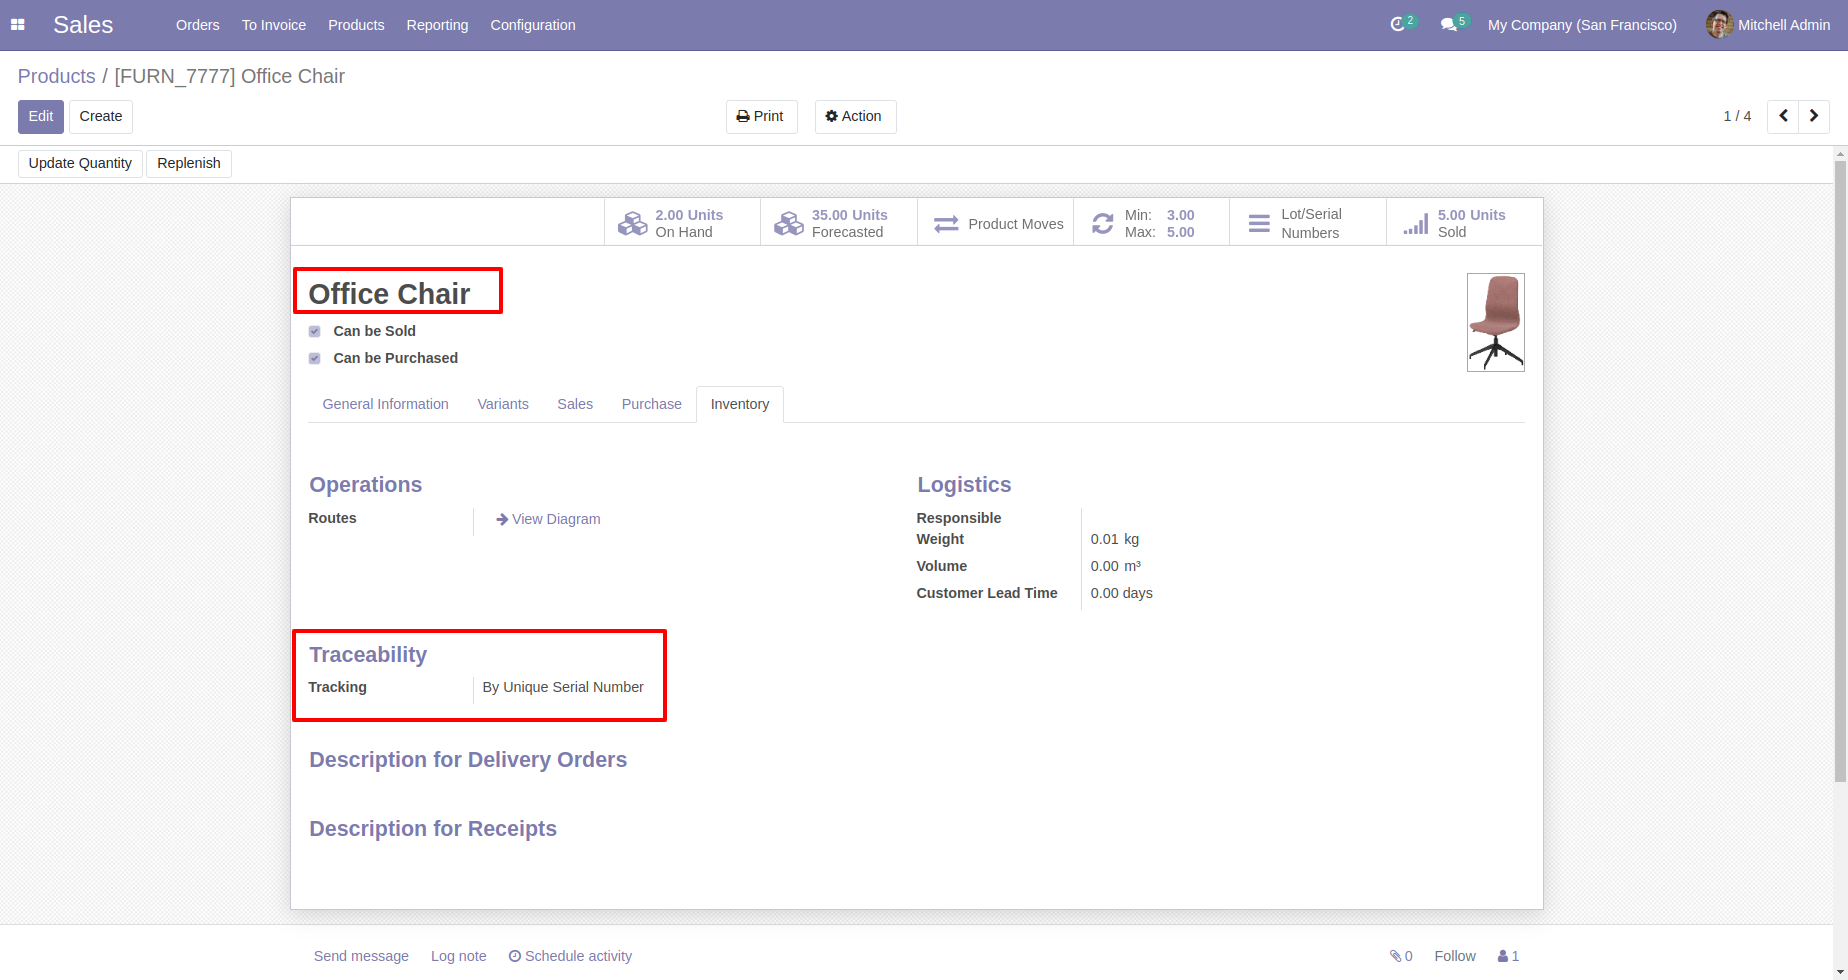 Sales Orders To Invoice Products Reporting Configuration 2 5 My Company (San Francisco) Mitchell Admin
Products / [FURN_7777] Office Chair
Edit Create Print Action 1 / 4
Update Quantity Replenish
2.00 Units On Hand
35.00 Units Forecasted
Product Moves
Min: 3.00
Max: 5.00
Lot/Serial Numbers
5.00 Units Sold
Office Chair
Can be Sold
Can be Purchased
General Information Variants Sales Purchase Inventory
Operations
Routes View Diagram
Logistics
Responsible
Weight 0.01 kg
Volume 0.00 m³
Customer Lead Time 0.00 days
Traceability
Tracking By Unique Serial Number
Description for Delivery Orders
Description for Receipts
Send message Log note Schedule activity 0 Follow 1